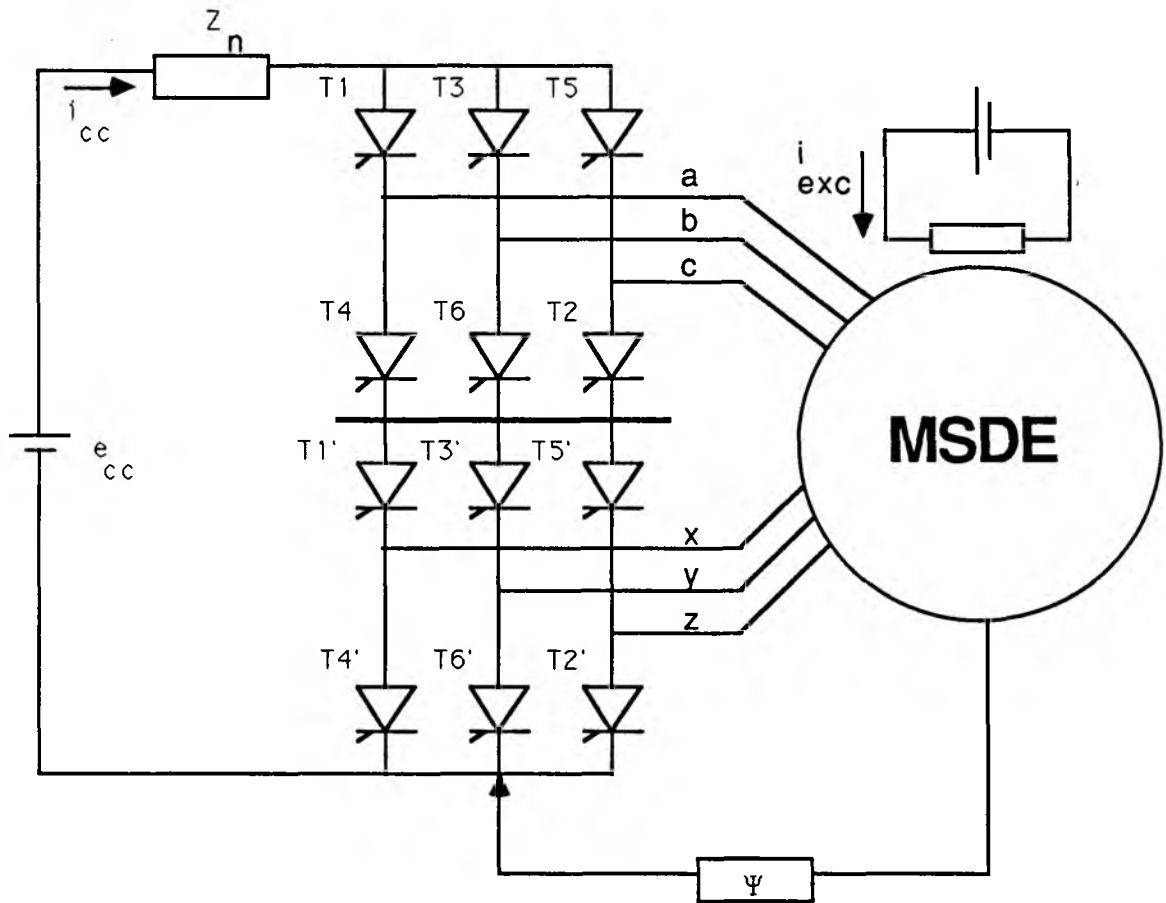 Z n
i cc
T1 T3 T5
i exc
a
b
c
T4 T6 T2
MSDE
e cc
T1' T3' T5'
x
y
z
T4' T6' T2'
Ψ